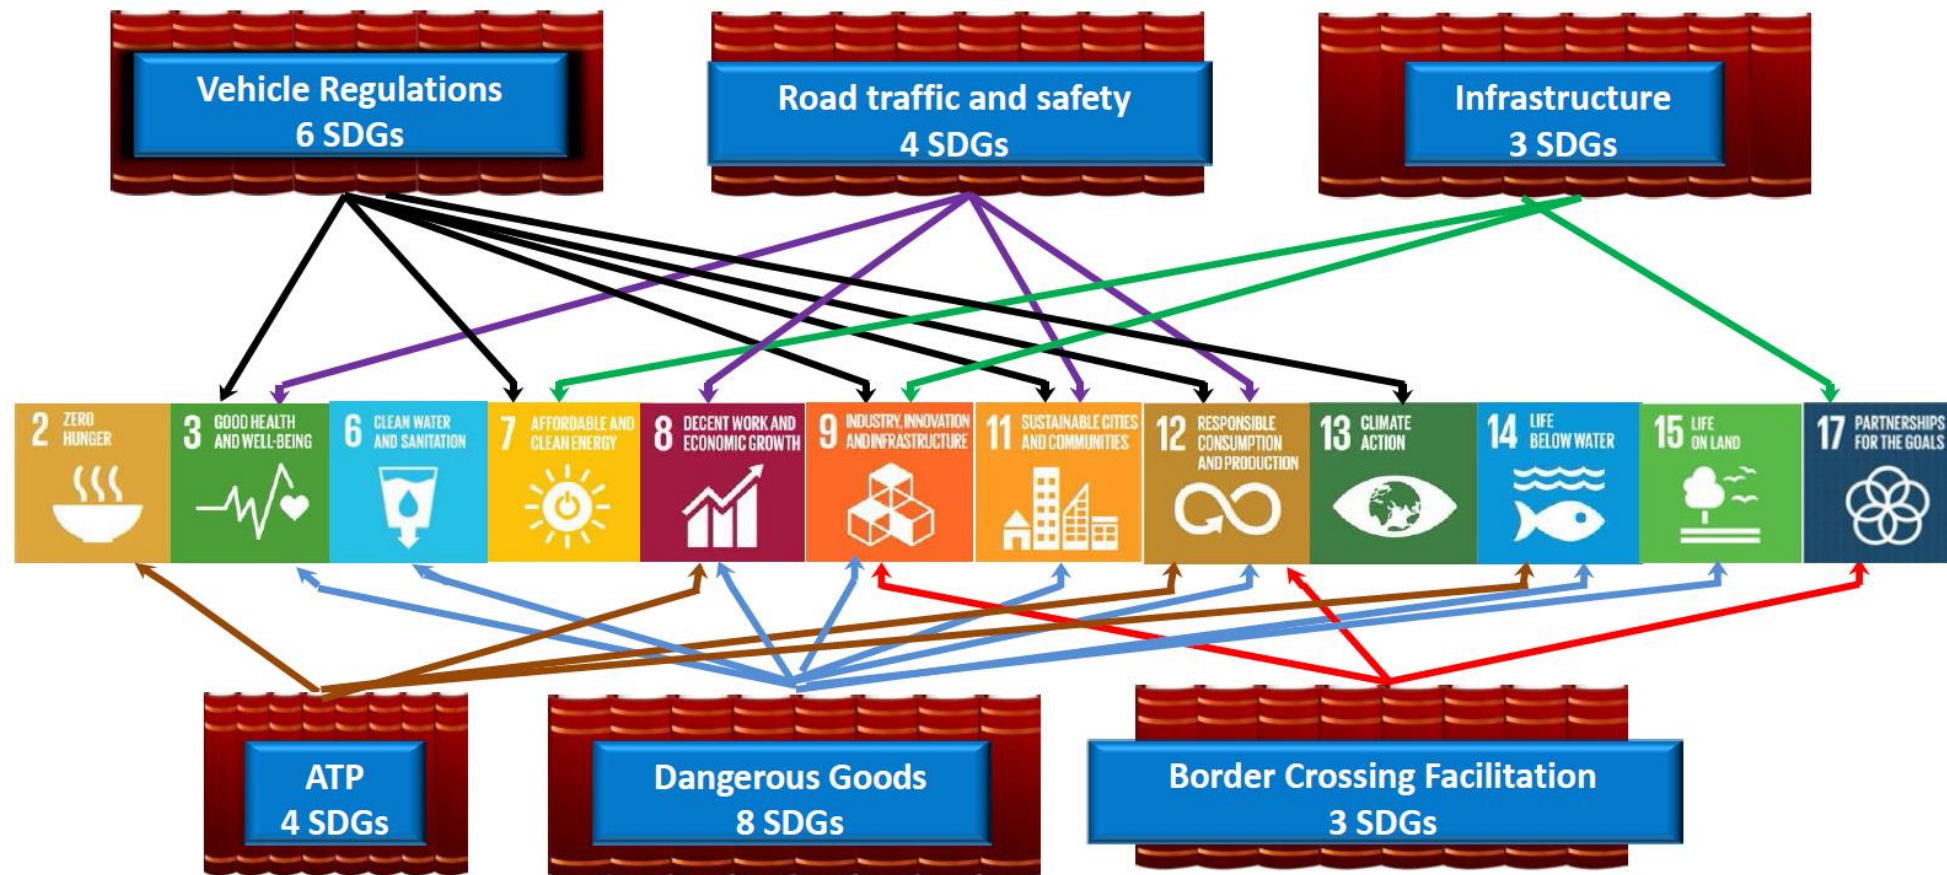 Vehicle Regulations
6 SDGs
Road traffic and safety
4 SDGs
Infrastructure
3 SDGs
2 ZERO
HUNGER
3 GOOD HEALTH
AND WELL-BEING
6 CLEAN WATER
AND SANITATION
7 AFFORDABLE AND
CLEAN ENERGY
8 DECENT WORK AND
ECONOMIC GROWTH
9 INDUSTRY, INNOVATION
AND INFRASTRUCTURE
11 SUSTAINABLE CITIES
AND COMMUNITIES
12 RESPONSIBLE
CONSUMPTION
AND PRODUCTION
13 CLIMATE
ACTION
14 LIFE
BELOW WATER
15 LIFE
ON LAND
17 PARTNERSHIPS
FOR THE GOALS
ATP
4 SDGs
Dangerous Goods
8 SDGs
Border Crossing Facilitation
3 SDGs